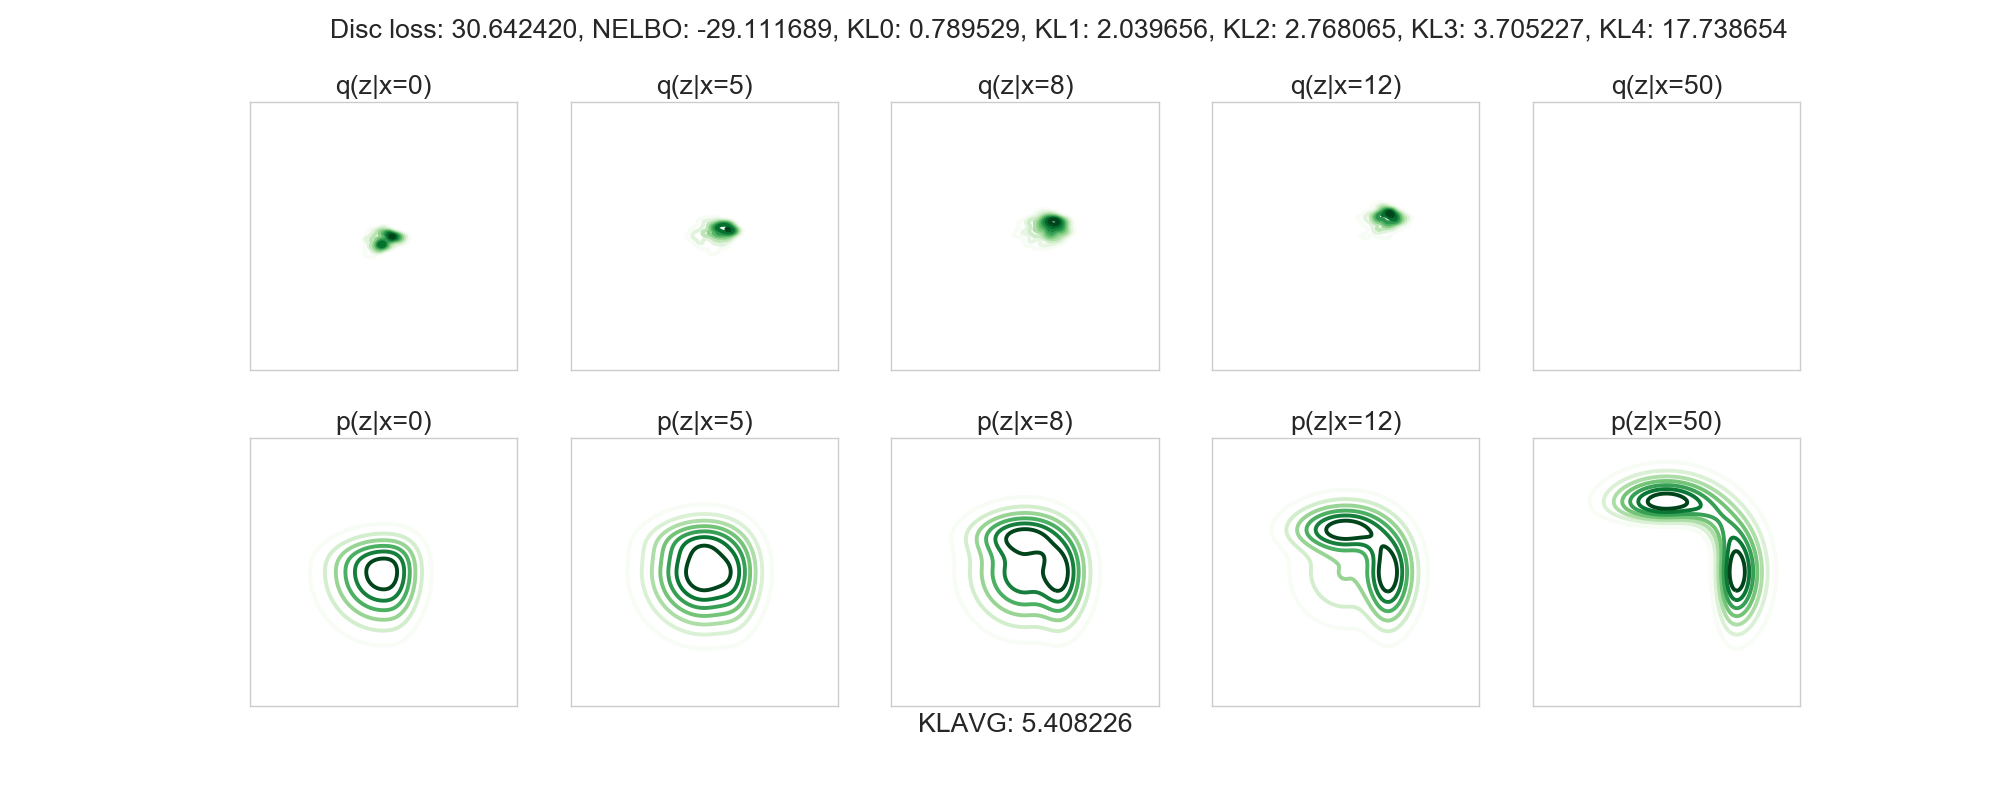 Disc loss: 30.642420, NELBO: -29.111689, KL0: 0.789529, KL1: 2.039656, KL2: 2.768065, KL3: 3.705227, KL4: 17.738654
q(z|x=0) q(z|x=5) q(z|x=8) q(z|x=12) q(z|x=50)
p(z|x=0) p(z|x=5) p(z|x=8) p(z|x=12) p(z|x=50)
KLAVG: 5.408226